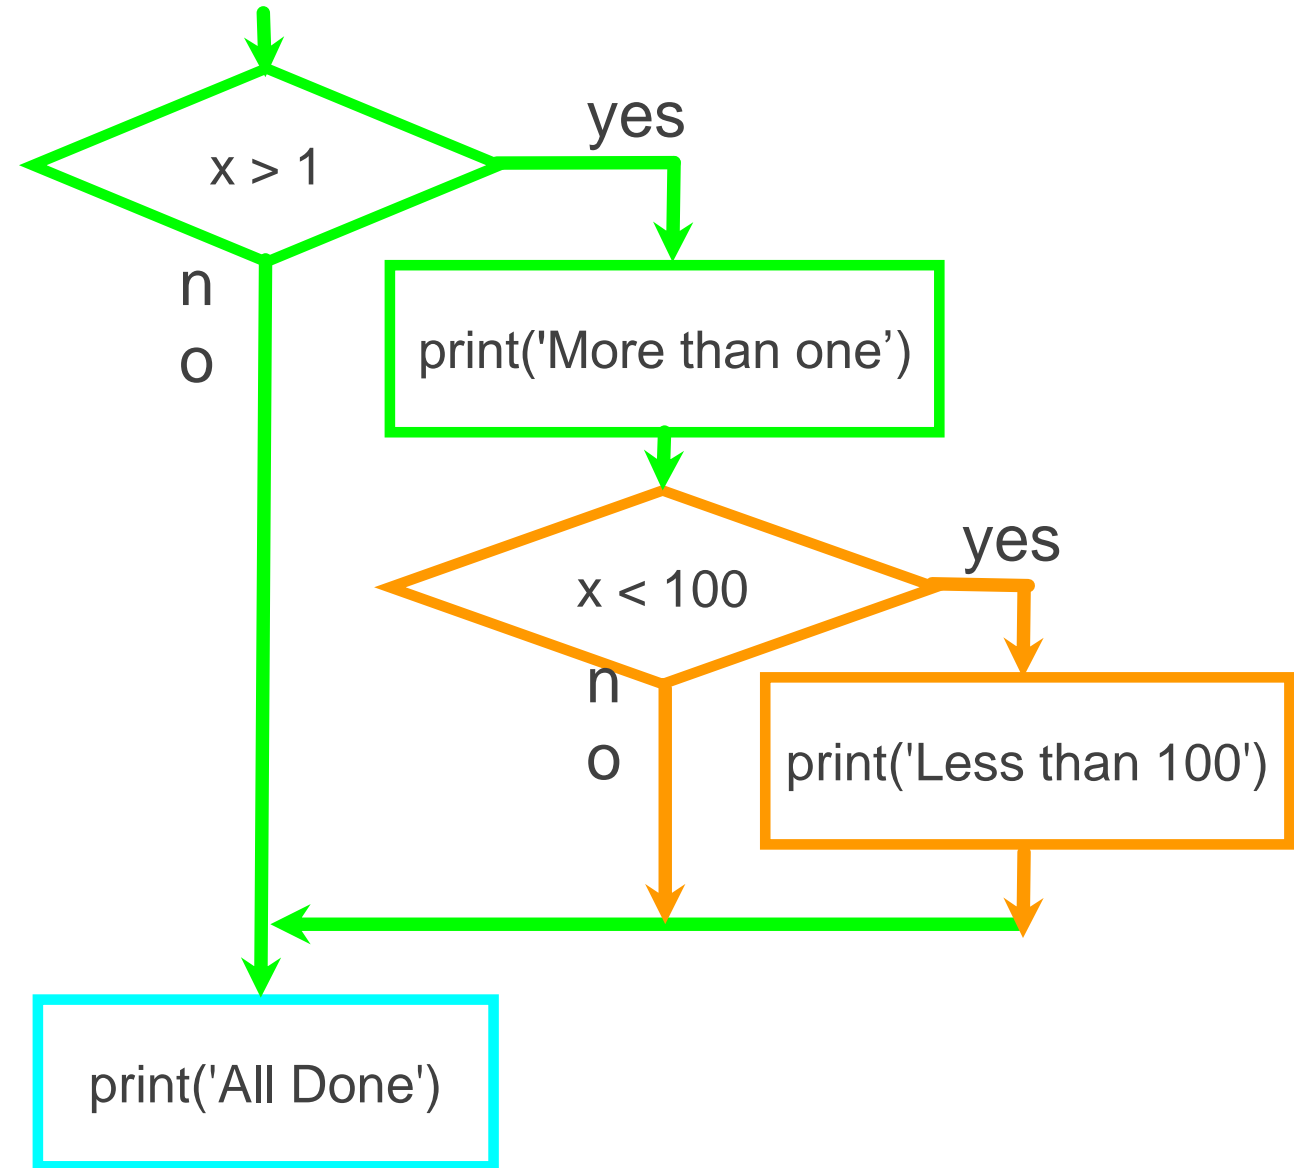 yes
x > 1
n
o
print('More than one’)
yes
x < 100
n
o
print('Less than 100')
print('All Done')